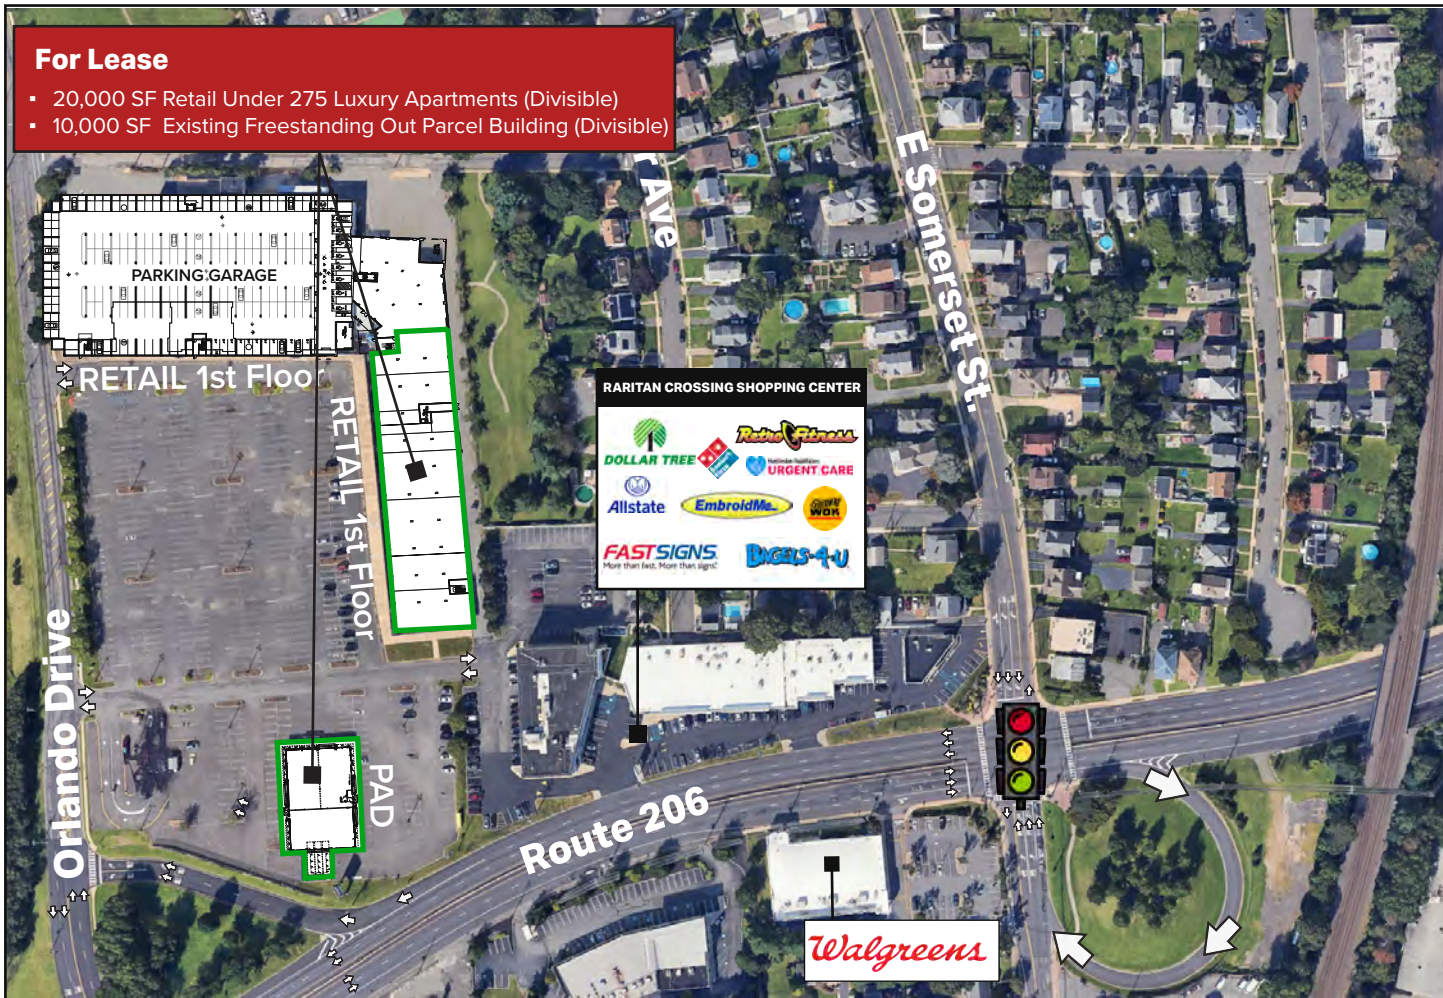 For Lease
▪ 20,000 SF Retail Under 275 Luxury Apartments (Divisible)
▪ 10,000 SF Existing Freestanding Out Parcel Building (Divisible)
r Ave
E Somerset St.
PARKING GARAGE
RETAIL 1st Floor
RETAIL 1st Floor
RARITAN CROSSING SHOPPING CENTER
DOLLAR TREE
Domino's Pizza
Retro Fitness
URGENT CARE
Allstate
EmbroidMe
WOK
FASTSIGNS
More than fast. More than signs.
BAGELS-4-U
Orlando Drive
PAD
Route 206
Walgreens